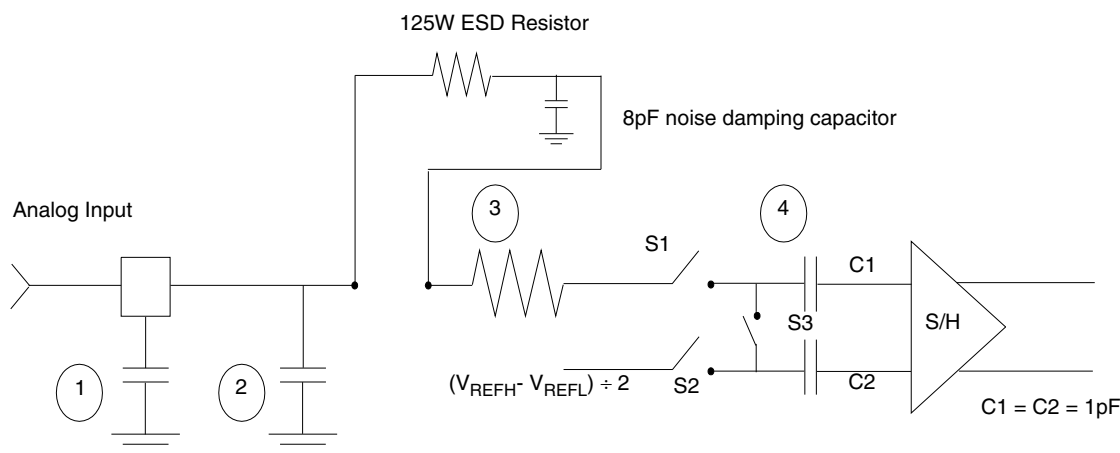 125W ESD Resistor
8pF noise damping capacitor
Analog Input
3
4
S1
C1
S3
S/H
1
2
(VREFH- VREFL) ÷ 2
S2
C2
C1 = C2 = 1pF